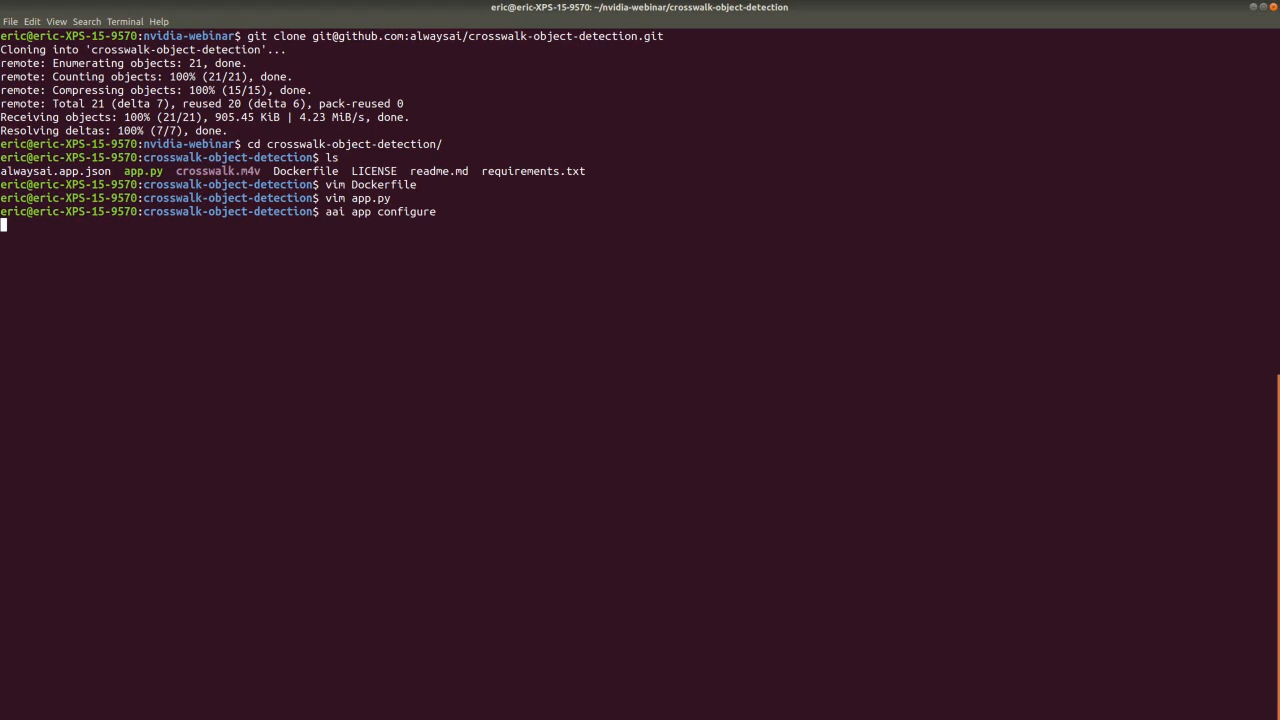 eric@eric-XPS-15-9570: ~/nvidia-webinar/crosswalk-object-detection
File Edit View Search Terminal Help
eric@eric-XPS-15-9570:nvidia-webinar$ git clone git@github.com:alwaysai/crosswalk-object-detection.git
Cloning into 'crosswalk-object-detection'...
remote: Enumerating objects: 21, done.
remote: Counting objects: 100% (21/21), done.
remote: Compressing objects: 100% (15/15), done.
remote: Total 21 (delta 7), reused 20 (delta 6), pack-reused 0
Receiving objects: 100% (21/21), 905.45 KiB | 4.23 MiB/s, done.
Resolving deltas: 100% (7/7), done.
eric@eric-XPS-15-9570:nvidia-webinar$ cd crosswalk-object-detection/
eric@eric-XPS-15-9570:crosswalk-object-detection$ ls
alwaysai.app.json  app.py  crosswalk.m4v  Dockerfile  LICENSE  readme.md  requirements.txt
eric@eric-XPS-15-9570:crosswalk-object-detection$ vim Dockerfile
eric@eric-XPS-15-9570:crosswalk-object-detection$ vim app.py
eric@eric-XPS-15-9570:crosswalk-object-detection$ aai app configure